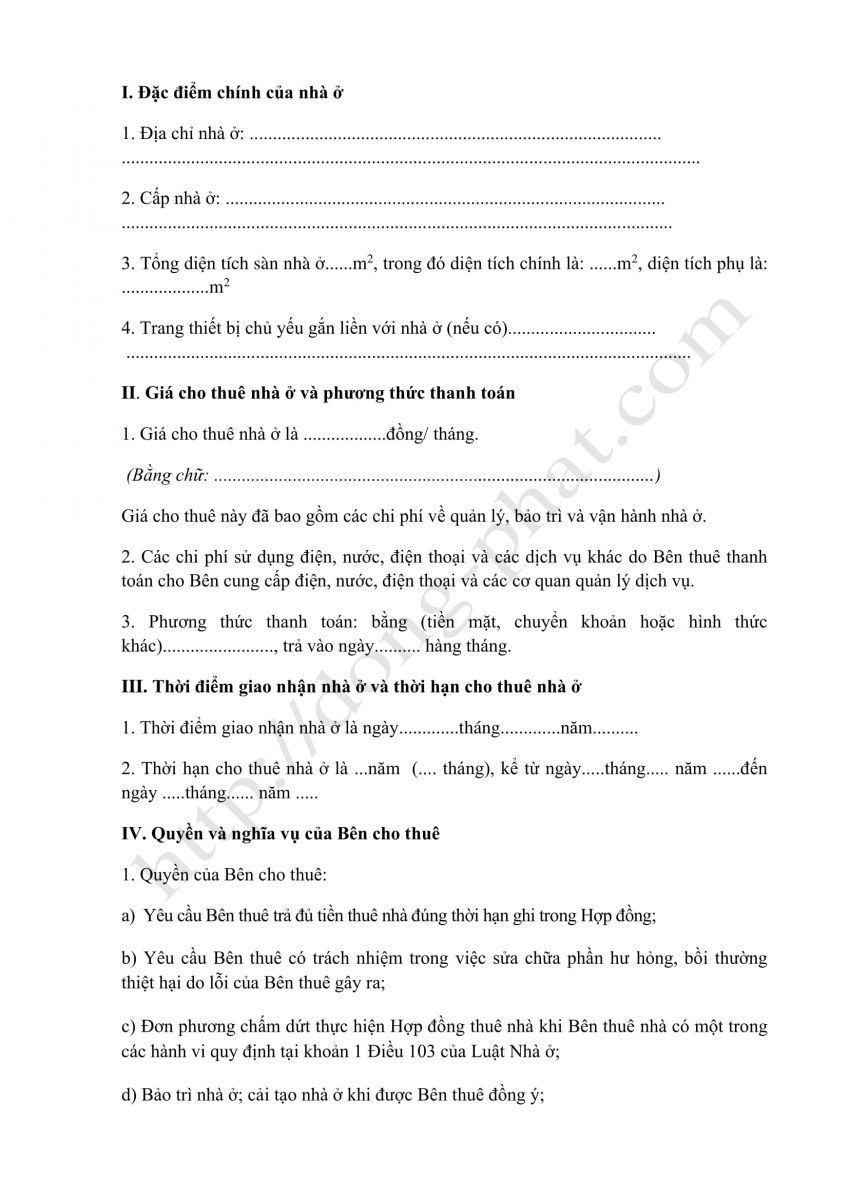 I. Đặc điểm chính của nhà ở
1. Địa chỉ nhà ở: ........................................................................................
............................................................................................................................
2. Cấp nhà ở: ..............................................................................................
......................................................................................................................
3. Tổng diện tích sàn nhà ở......m², trong đó diện tích chính là: ......m², diện tích phụ là:
...................m²
4. Trang thiết bị chủ yếu gắn liền với nhà ở (nếu có)................................
.........................................................................................................................
II. Giá cho thuê nhà ở và phương thức thanh toán
1. Giá cho thuê nhà ở là ..................đồng/ tháng.
(Bằng chữ: ..............................................................................................)
Giá cho thuê này đã bao gồm các chi phí về quản lý, bảo trì và vận hành nhà ở.
2. Các chi phí sử dụng điện, nước, điện thoại và các dịch vụ khác do Bên thuê thanh
toán cho Bên cung cấp điện, nước, điện thoại và các cơ quan quản lý dịch vụ.
3. Phương thức thanh toán: bằng (tiền mặt, chuyển khoản hoặc hình thức
khác)........................, trả vào ngày.......... hàng tháng.
III. Thời điểm giao nhận nhà ở và thời hạn cho thuê nhà ở
1. Thời điểm giao nhận nhà ở là ngày.............tháng.............năm..........
2. Thời hạn cho thuê nhà ở là ...năm  (.... tháng), kể từ ngày.....tháng..... năm ......đến
ngày .....tháng...... năm .....
IV. Quyền và nghĩa vụ của Bên cho thuê
1. Quyền của Bên cho thuê:
a) Yêu cầu Bên thuê trả đủ tiền thuê nhà đúng thời hạn ghi trong Hợp đồng;
b) Yêu cầu Bên thuê có trách nhiệm trong việc sửa chữa phần hư hỏng, bồi thường
thiệt hại do lỗi của Bên thuê gây ra;
c) Đơn phương chấm dứt thực hiện Hợp đồng thuê nhà khi Bên thuê nhà có một trong
các hành vi quy định tại khoản 1 Điều 103 của Luật Nhà ở;
d) Bảo trì nhà ở; cải tạo nhà ở khi được Bên thuê đồng ý;
http://dong-phat.com